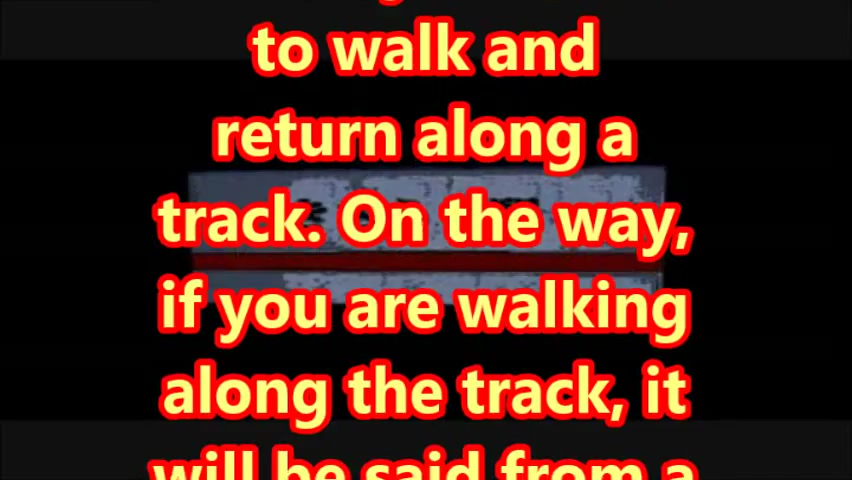 to walk and
return along a
track. On the way,
if you are walking
along the track, it
will be said from a